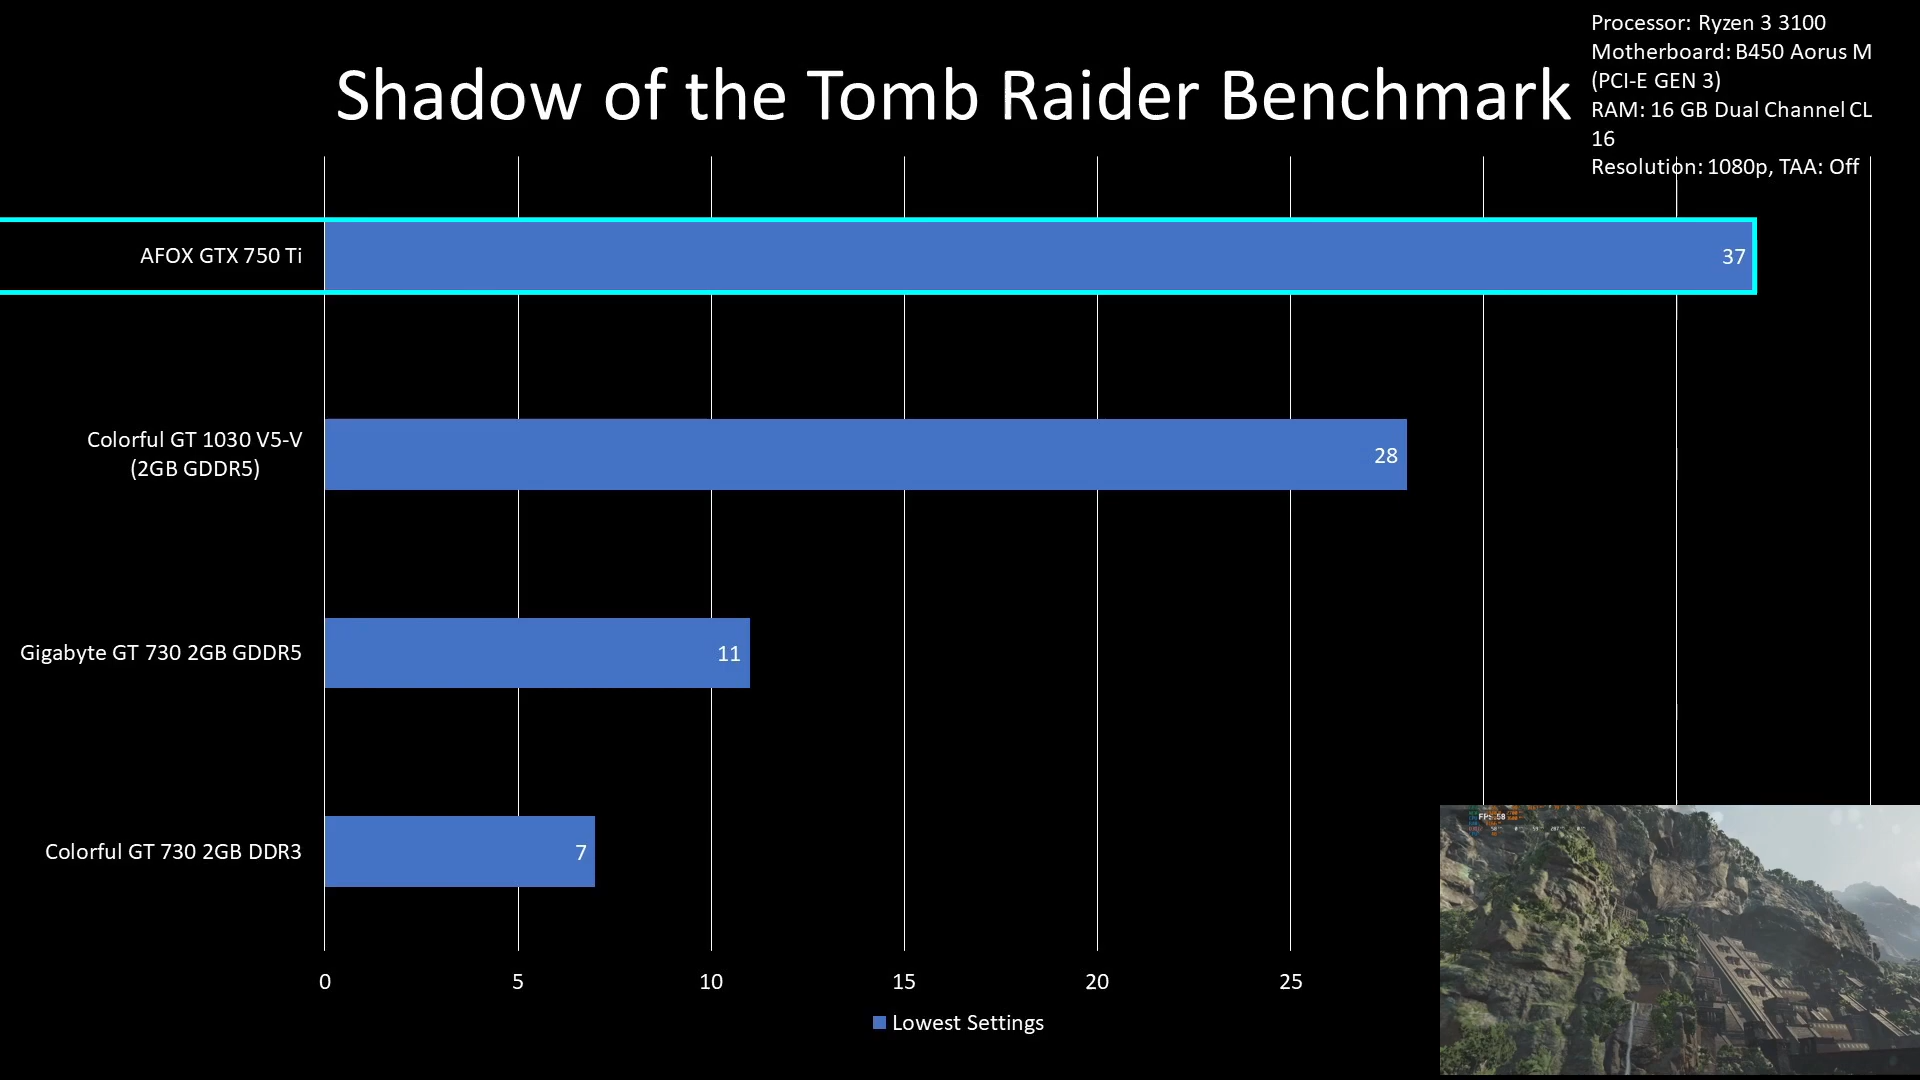 Processor: Ryzen 3 3100
Motherboard: B450 Aorus M
(PCI-E GEN 3)
RAM: 16 GB Dual Channel CL
16
Resolution: 1080p, TAA: Off
Shadow of the Tomb Raider Benchmark
AFOX GTX 750 Ti
37
Colorful GT 1030 V5-V
(2GB GDDR5)
28
Gigabyte GT 730 2GB GDDR5
11
Colorful GT 730 2GB DDR3
7
0 5 10 15 20 25
Lowest Settings
FPS:58